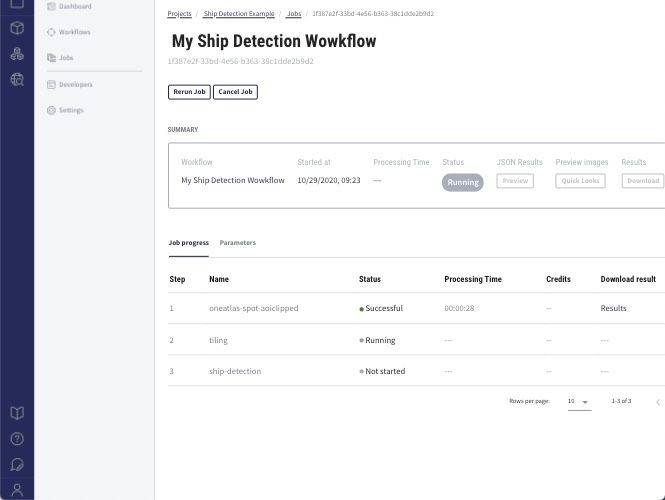 Dashboard
Workflows
Jobs
Developers
Settings
Projects / Ship Detection Example / Jobs / 1f387e2f-33bd-4e56-b363-38c1dde2b9d2
My Ship Detection Wowkflow
1f387e2f-33bd-4e56-b363-38c1dde2b9d2
Rerun Job Cancel Job
SUMMARY
Workflow Started at Processing Time Status JSON Results Preview images Results
My Ship Detection Wowkflow 10/29/2020, 09:23 --- Running Preview Quick Looks Download
Job progress Parameters
Step Name Status Processing Time Credits Download result
1 oneatlas-spot-aoiclipped Successful 00:00:28 -- Results
2 tiling Running --- -- ---
3 ship-detection Not started --- -- ---
Rows per page: 10 1-3 of 3